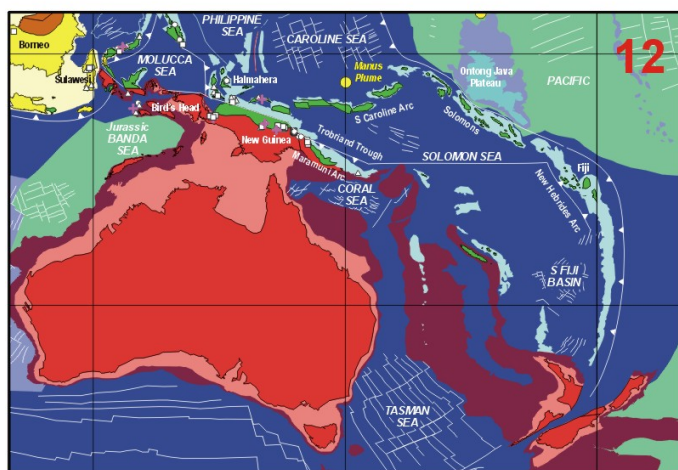 PHILIPPINE
SEA
CAROLINE SEA
12
Borneo
MOLUCCA
SEA
Sulawesi
Halmahera
Manus
Plume
Ontong Java
Plateau
PACIFIC
Bird's Head
S Caroline Arc
Solomons
Jurassic
BANDA
SEA
New Guinea
Trobriand Trough
SOLOMON SEA
Maramuni Arc
CORAL
SEA
Fiji
New Hebrides Arc
S FIJI
BASIN
TASMAN
SEA